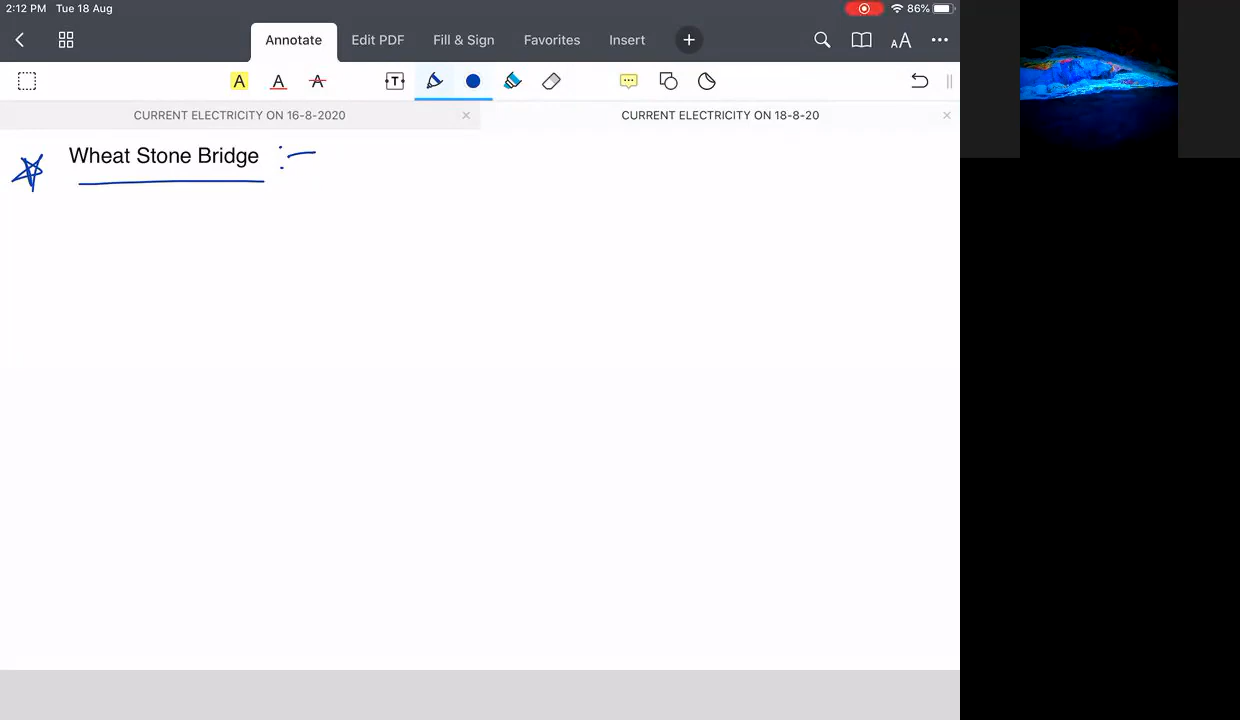 2:12 PM Tue 18 Aug 86%
Annotate Edit PDF Fill & Sign Favorites Insert AA
A A A T
CURRENT ELECTRICITY ON 16-8-2020 CURRENT ELECTRICITY ON 18-8-20
Wheat Stone Bridge :-